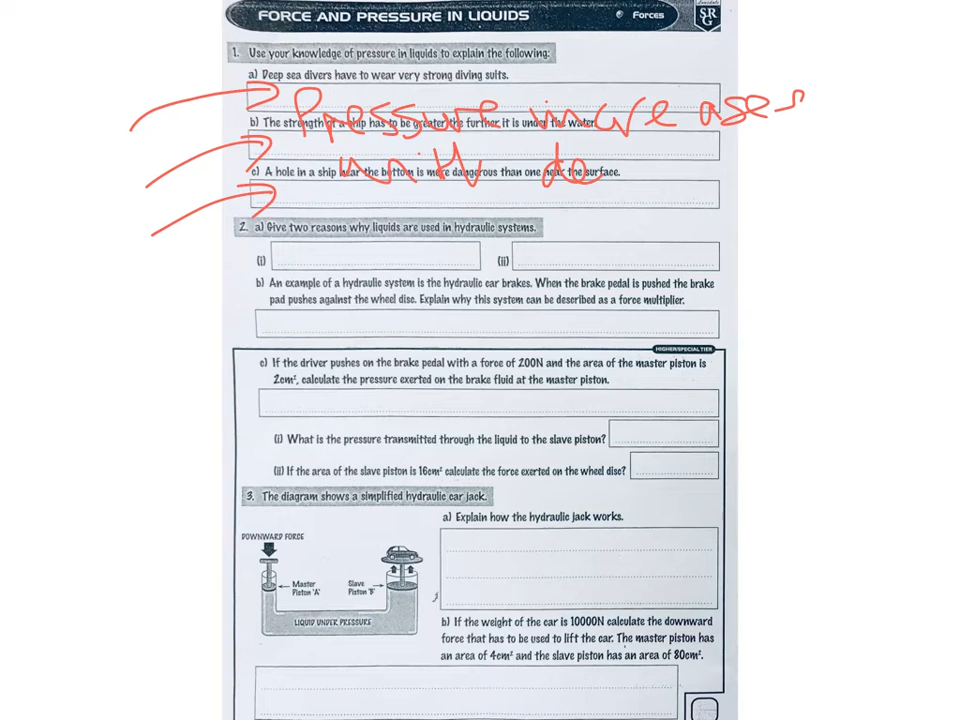 FORCE AND PRESSURE IN LIQUIDS
Forces
SR
G
1. Use your knowledge of pressure in liquids to explain the following:
a) Deep sea divers have to wear very strong diving suits.
Pressure increases
b) The strength of a ship has to be greater the further it is under the water.
with de
c) A hole in a ship near the bottom is more dangerous than one near the surface.
2. a) Give two reasons why liquids are used in hydraulic systems.
(i)
(ii)
b) An example of a hydraulic system is the hydraulic car brakes. When the brake pedal is pushed the brake
pad pushes against the wheel disc. Explain why this system can be described as a force multiplier.
HIGHER/SPECIAL TIER
c) If the driver pushes on the brake pedal with a force of 200N and the area of the master piston is
2cm², calculate the pressure exerted on the brake fluid at the master piston.
(i) What is the pressure transmitted through the liquid to the slave piston?
(ii) If the area of the slave piston is 16cm² calculate the force exerted on the wheel disc?
3. The diagram shows a simplified hydraulic car jack.
a) Explain how the hydraulic jack works.
DOWNWARD FORCE
Master
Piston 'A'
Slave
Piston 'B'
LIQUID UNDER PRESSURE
b) If the weight of the car is 10000N calculate the downward
force that has to be used to lift the car. The master piston has
an area of 4cm² and the slave piston has an area of 80cm².